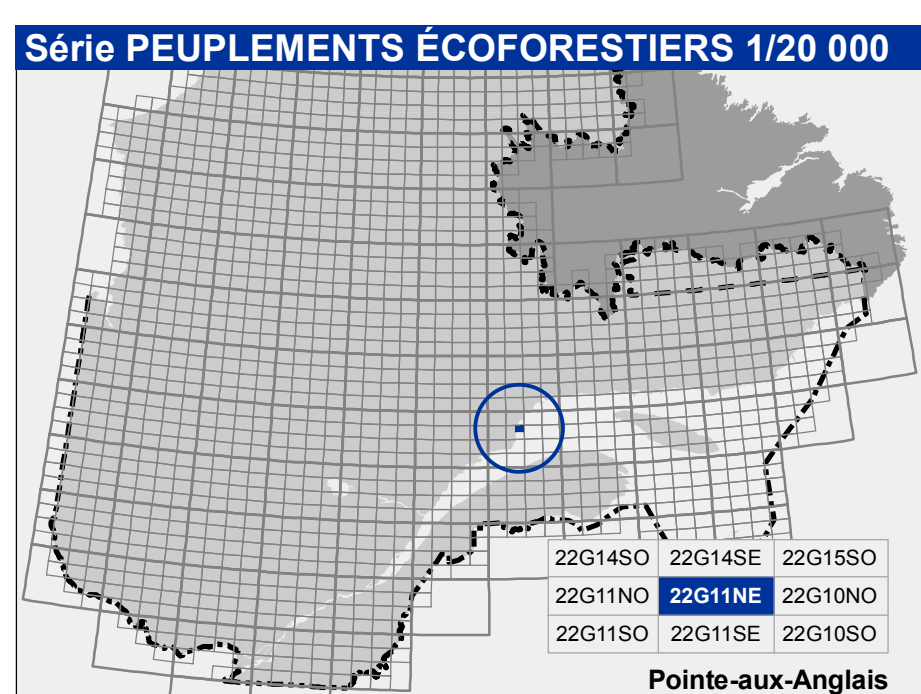 Série PEUPLEMENTS ÉCOFORESTIERS 1/20 000
22G14SO 22G14SE 22G15SO
22G11NO 22G11NE 22G10NO
22G11SO 22G11SE 22G10SO
Pointe-aux-Anglais